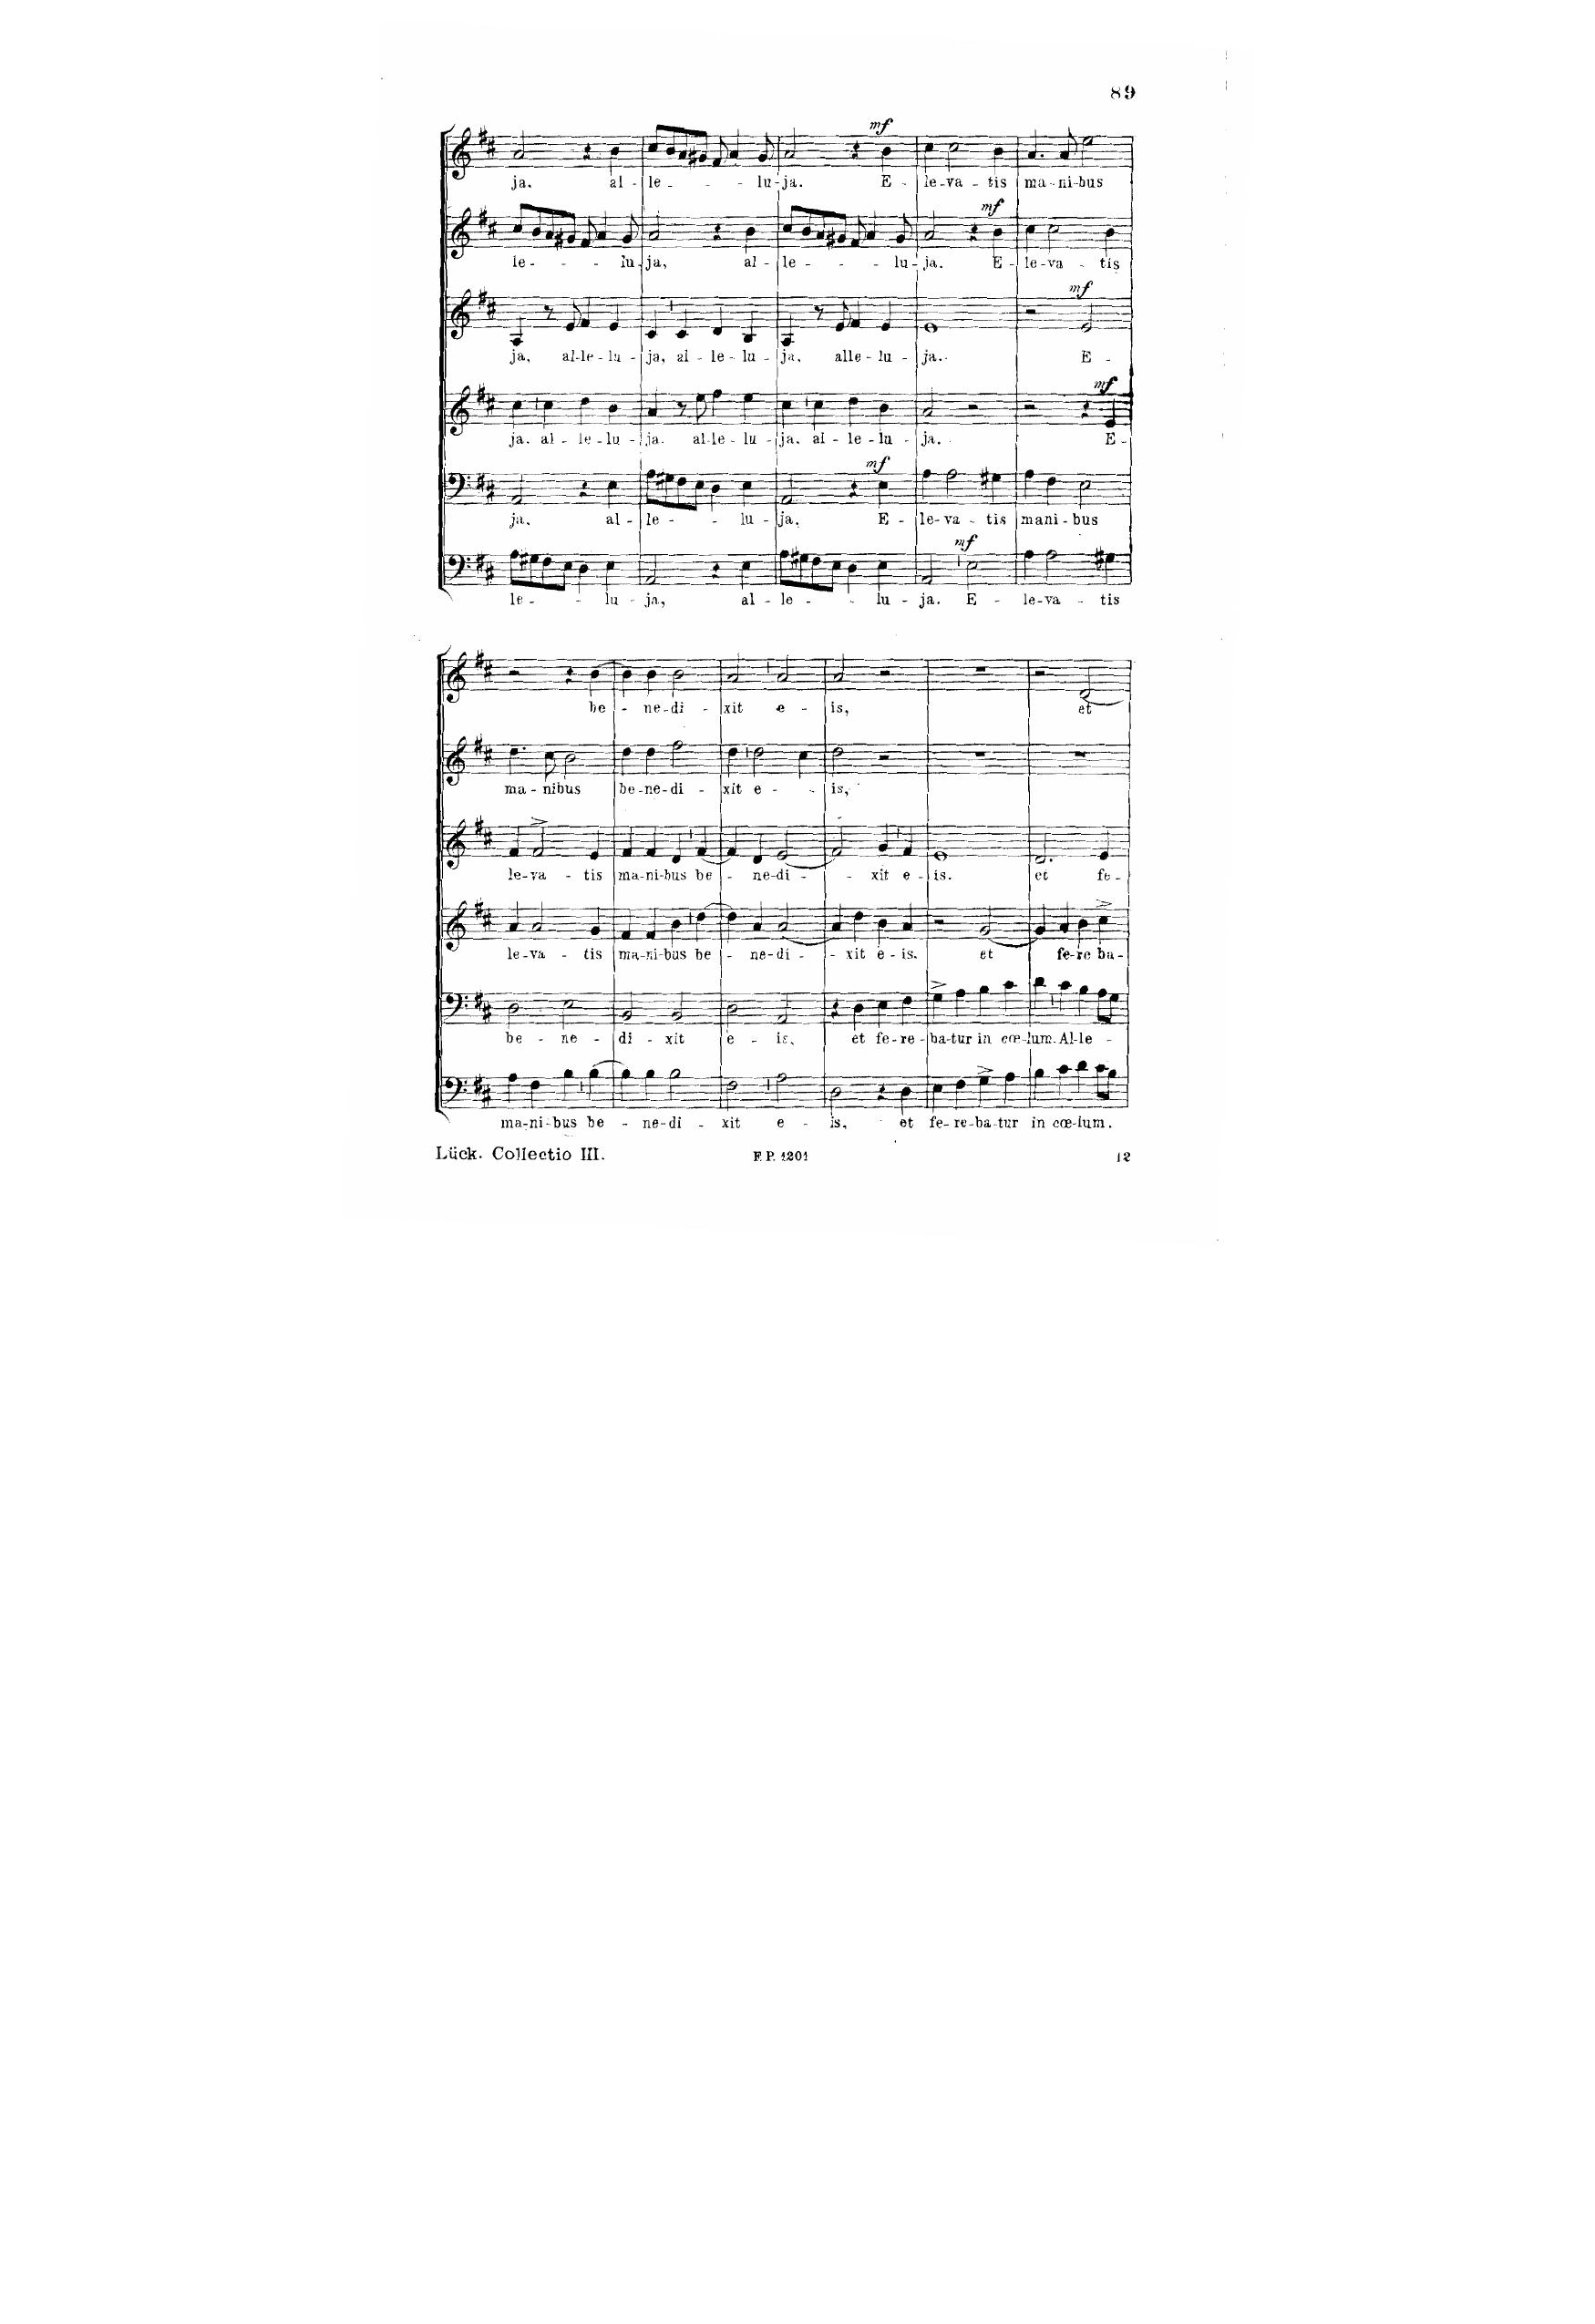 89
mf
ja. al - le - - - lu - ja. E - le - va - tis ma - ni - bus
mf
le - - - lu - ja, al - le - - - lu - ja. E - le - va - tis
mf
ja, al - le - lu - ja, al - le - lu - ja. alle - lu - ja. E -
mf
ja. al - le - lu - ja. al - le - lu - ja. al - le - lu - ja. E -
mf
ja. al - le - - lu - ja. E - le - va - tis mani - bus
mf
le - - lu - ja, al - le - - lu - ja. E - le - va - tis
be - ne - di - xit e - is, et
ma - nibus be - ne - di - xit e - - is,
le - va - tis ma - ni - bus be - ne - di - - xit e - is. et fe -
le - va - tis ma - ni - bus be - ne - di - - xit e - is. et fe - re ba -
be - ne - di - xit e - is. et fe - re - ba - tur in cœ - lum. Al - le -
ma - ni - bus be - ne - di - xit e - is. et fe - re - ba - tur in cœ - lum.
Lück. Collectio III. F. P. 1201 12